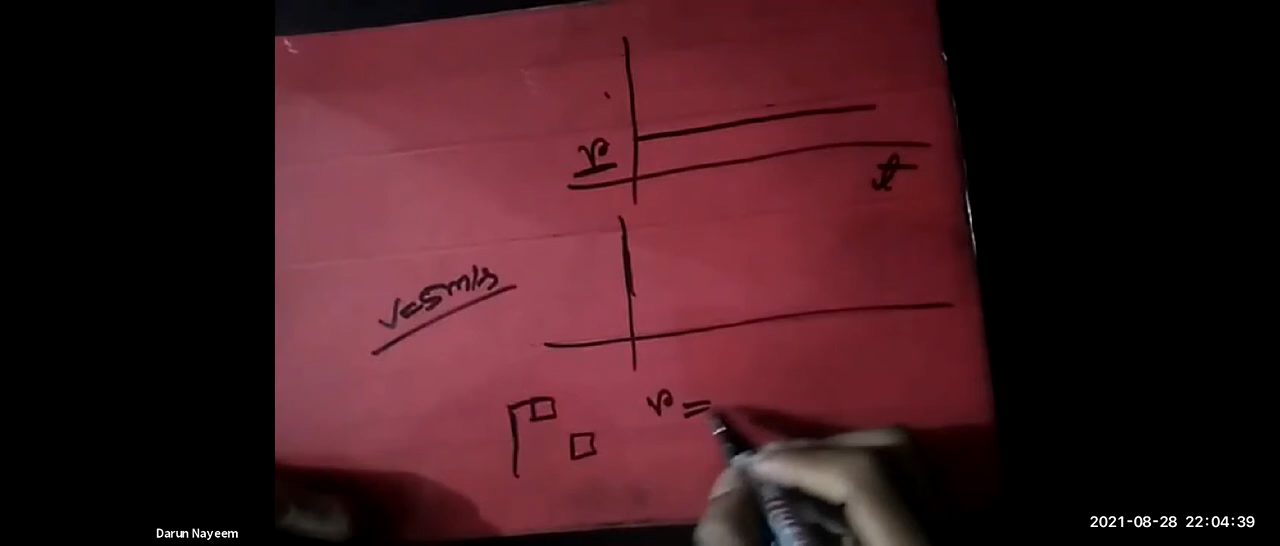 v
t
v=5m/s
v =
Darun Nayeem
2021-08-28 22:04:39